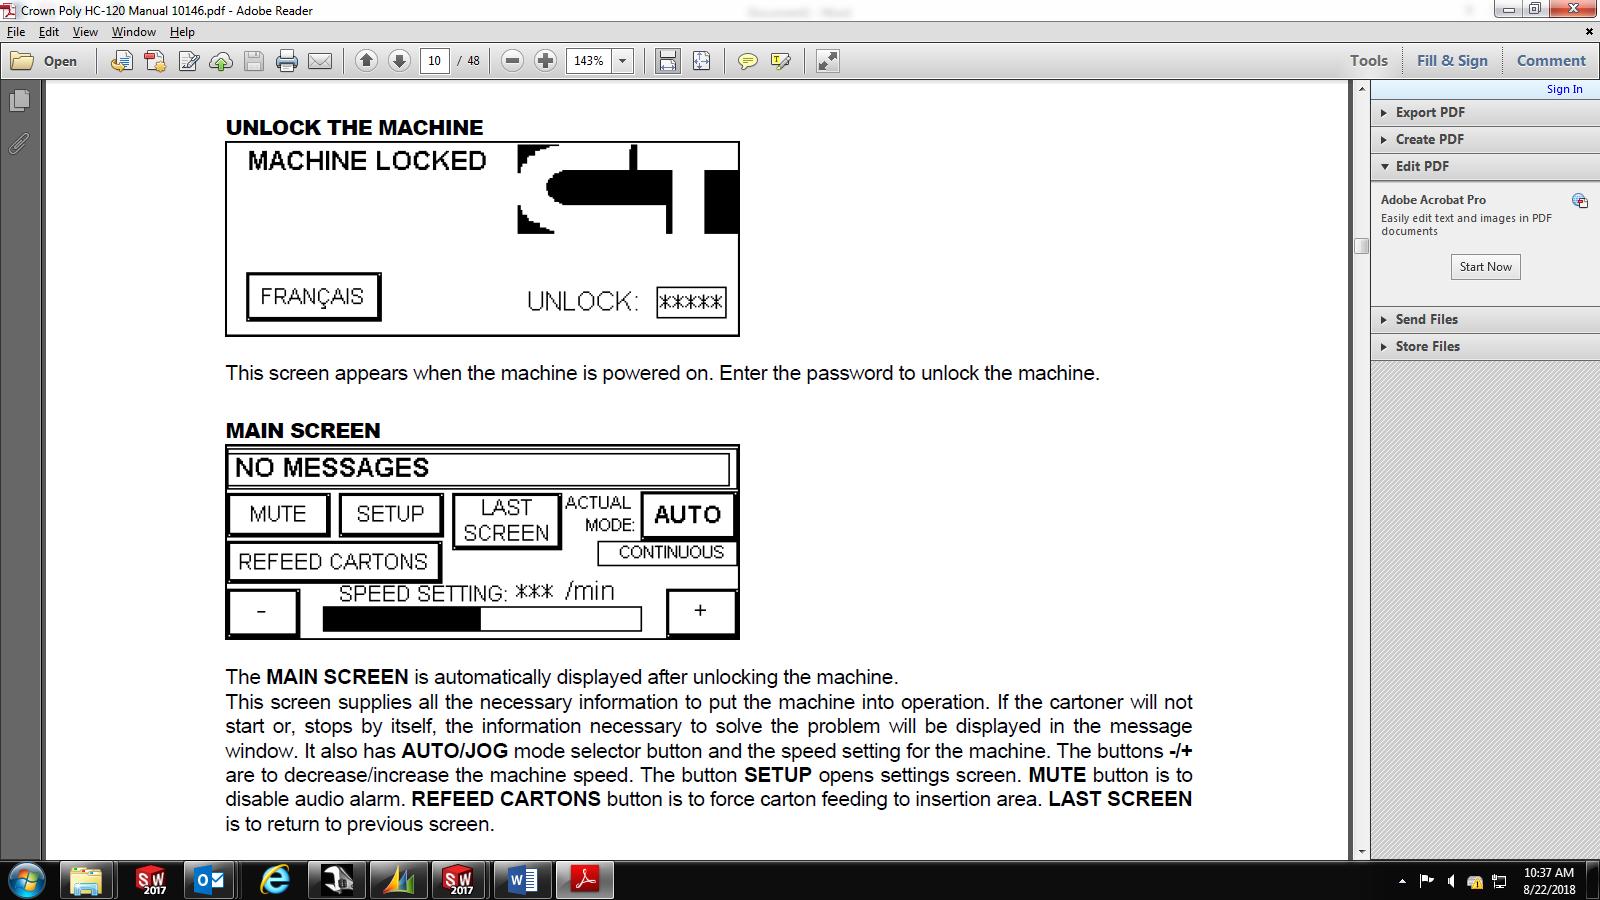 Crown Poly HC-120 Manual 10146.pdf - Adobe Reader
File Edit View Window Help
Open 10 / 48 143% Tools Fill & Sign Comment
Sign In
Export PDF
Create PDF
Edit PDF
Adobe Acrobat Pro
Easily edit text and images in PDF
documents
Start Now
Send Files
Store Files
UNLOCK THE MACHINE
MACHINE LOCKED
FRANÇAIS UNLOCK: *****
This screen appears when the machine is powered on. Enter the password to unlock the machine.
MAIN SCREEN
NO MESSAGES
MUTE SETUP LAST SCREEN ACTUAL MODE: AUTO
CONTINUOUS
REFEED CARTONS
SPEED SETTING: *** /min
- +
The MAIN SCREEN is automatically displayed after unlocking the machine.
This screen supplies all the necessary information to put the machine into operation. If the cartoner will not
start or, stops by itself, the information necessary to solve the problem will be displayed in the message
window. It also has AUTO/JOG mode selector button and the speed setting for the machine. The buttons -/+
are to decrease/increase the machine speed. The button SETUP opens settings screen. MUTE button is to
disable audio alarm. REFEED CARTONS button is to force carton feeding to insertion area. LAST SCREEN
is to return to previous screen.
SW 2017 SW 2017
10:37 AM
8/22/2018